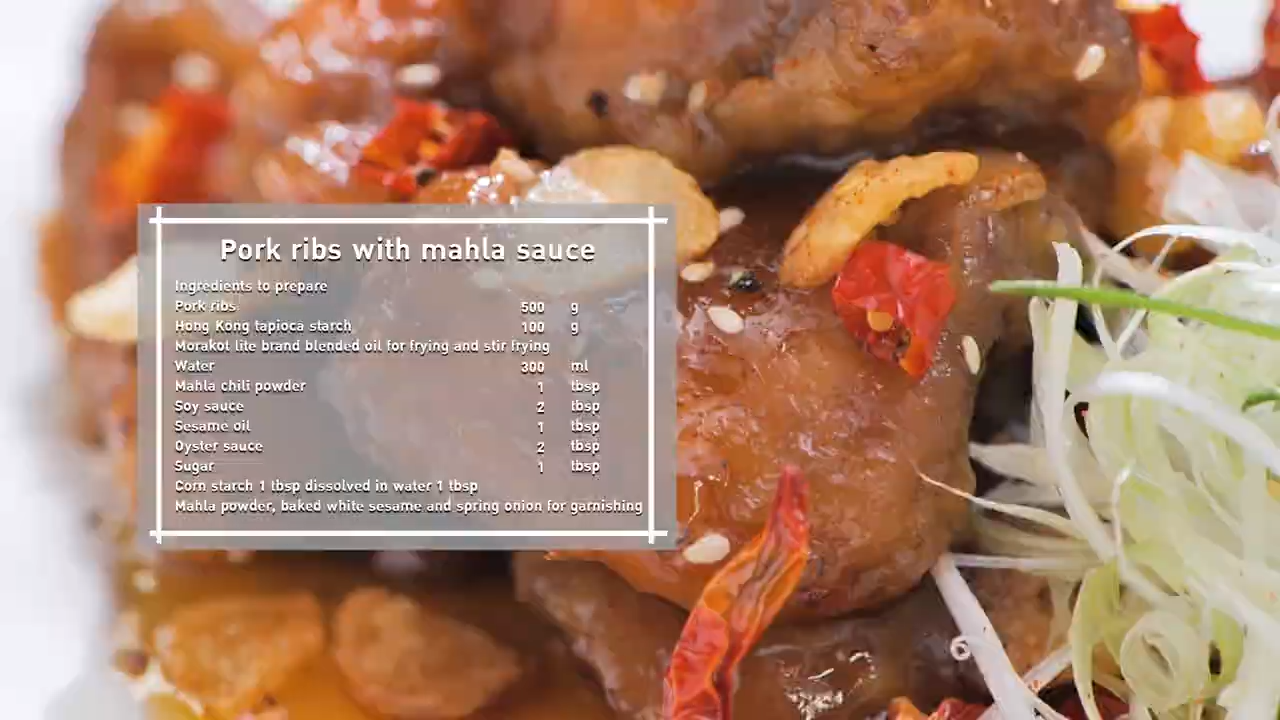 Pork ribs with mahla sauce
Ingredients to prepare
Pork ribs 500 g
Hong Kong tapioca starch 100 g
Morakot lite brand blended oil for frying and stir frying
Water 300 ml
Mahla chili powder 1 tbsp
Soy sauce 2 tbsp
Sesame oil 1 tbsp
Oyster sauce 2 tbsp
Sugar 1 tbsp
Corn starch 1 tbsp dissolved in water 1 tbsp
Mahla powder, baked white sesame and spring onion for garnishing